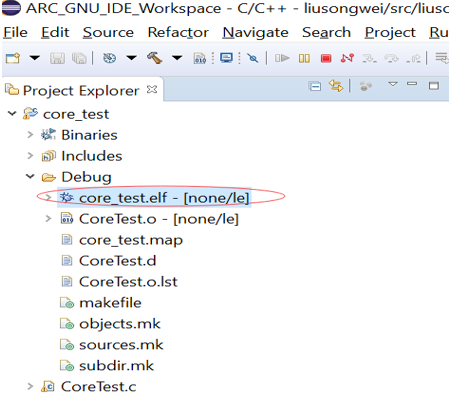 ARC_GNU_IDE_Workspace - C/C++ - liusongwei/src/liusc
File Edit Source Refactor Navigate Search Project Ru
Project Explorer
core_test
Binaries
Includes
Debug
core_test.elf - [none/le]
CoreTest.o - [none/le]
core_test.map
CoreTest.d
CoreTest.o.lst
makefile
objects.mk
sources.mk
subdir.mk
CoreTest.c